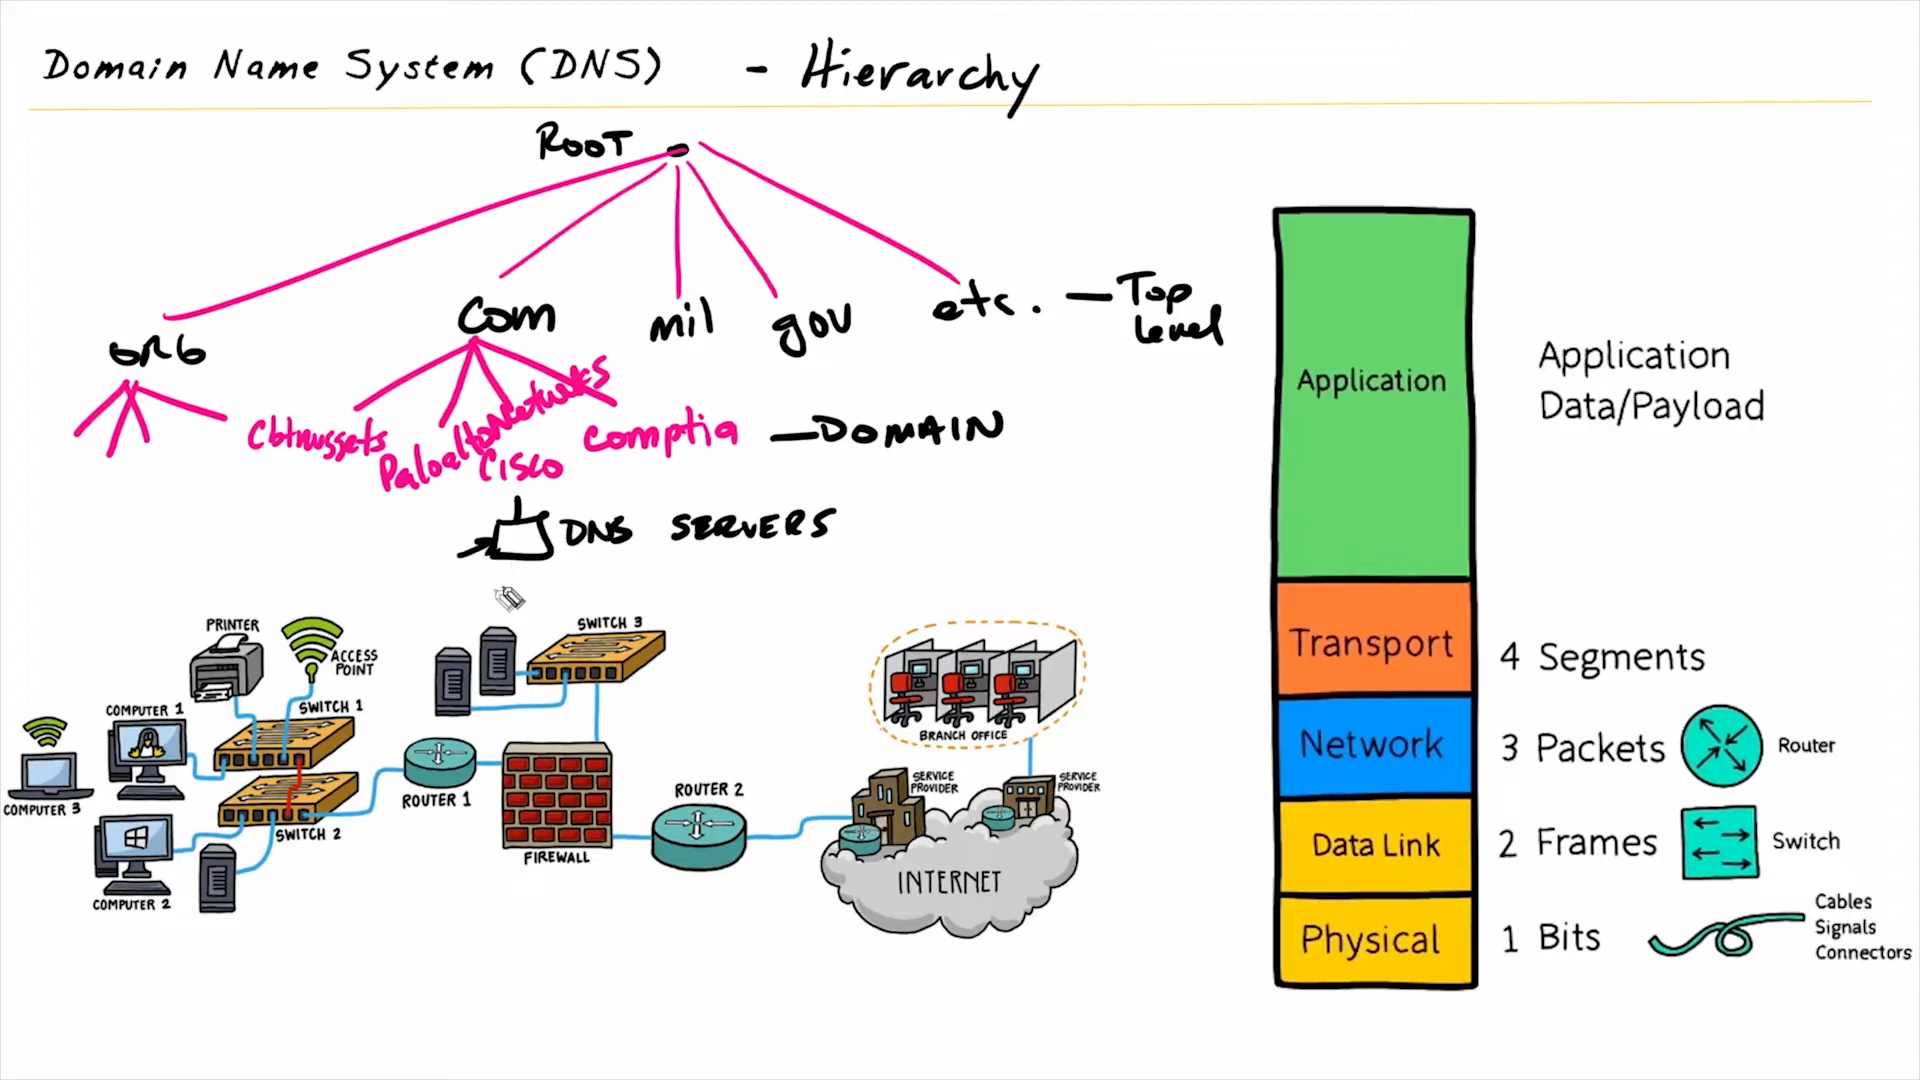 Domain Name System (DNS) - Hierarchy
ROOT .
ORG
Com
mil
gov
etc. — Top Level
Cbtnuggets
PaloaltoNetworks
Cisco
Comptia — DOMAIN
DNS SERVERS
PRINTER
ACCESS
POINT
COMPUTER 1
SWITCH 1
COMPUTER 3
SWITCH 2
COMPUTER 2
ROUTER 1
SWITCH 3
FIREWALL
ROUTER 2
BRANCH OFFICE
SERVICE
PROVIDER
SERVICE
PROVIDER
INTERNET
Application
Application
Data/Payload
Transport
4 Segments
Network
3 Packets
Router
Data Link
2 Frames
Switch
Physical
1 Bits
Cables
Signals
Connectors